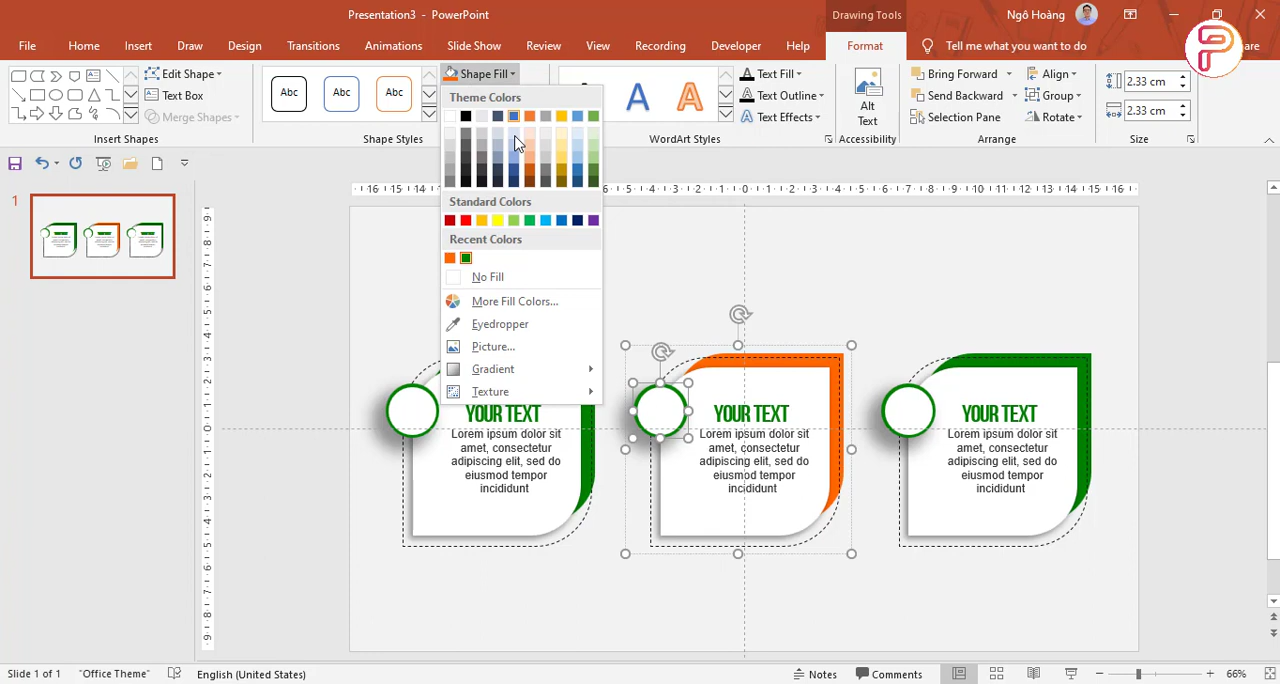 Presentation3 - PowerPoint
Drawing Tools
Ngô Hoàng
File Home Insert Draw Design Transitions Animations Slide Show Review View Recording Developer Help Format Tell me what you want to do
are
Edit Shape
Text Box
Merge Shapes
Insert Shapes
Abc Abc Abc
Shape Styles
Shape Fill
A A
WordArt Styles
Text Fill
Text Outline
Text Effects
Alt
Text
Accessibility
Bring Forward
Send Backward
Selection Pane
Align
Group
Rotate
Arrange
2.33 cm
2.33 cm
Size
Theme Colors
Standard Colors
Recent Colors
No Fill
More Fill Colors...
Eyedropper
Picture...
Gradient
Texture
1
YOUR TEXT
Lorem ipsum dolor sit
amet, consectetur
adipiscing elit, sed do
eiusmod tempor
incididunt
YOUR TEXT
Lorem ipsum dolor sit
amet, consectetur
adipiscing elit, sed do
eiusmod tempor
incididunt
YOUR TEXT
Lorem ipsum dolor sit
amet, consectetur
adipiscing elit, sed do
eiusmod tempor
incididunt
Slide 1 of 1 "Office Theme" English (United States) Notes Comments 66%